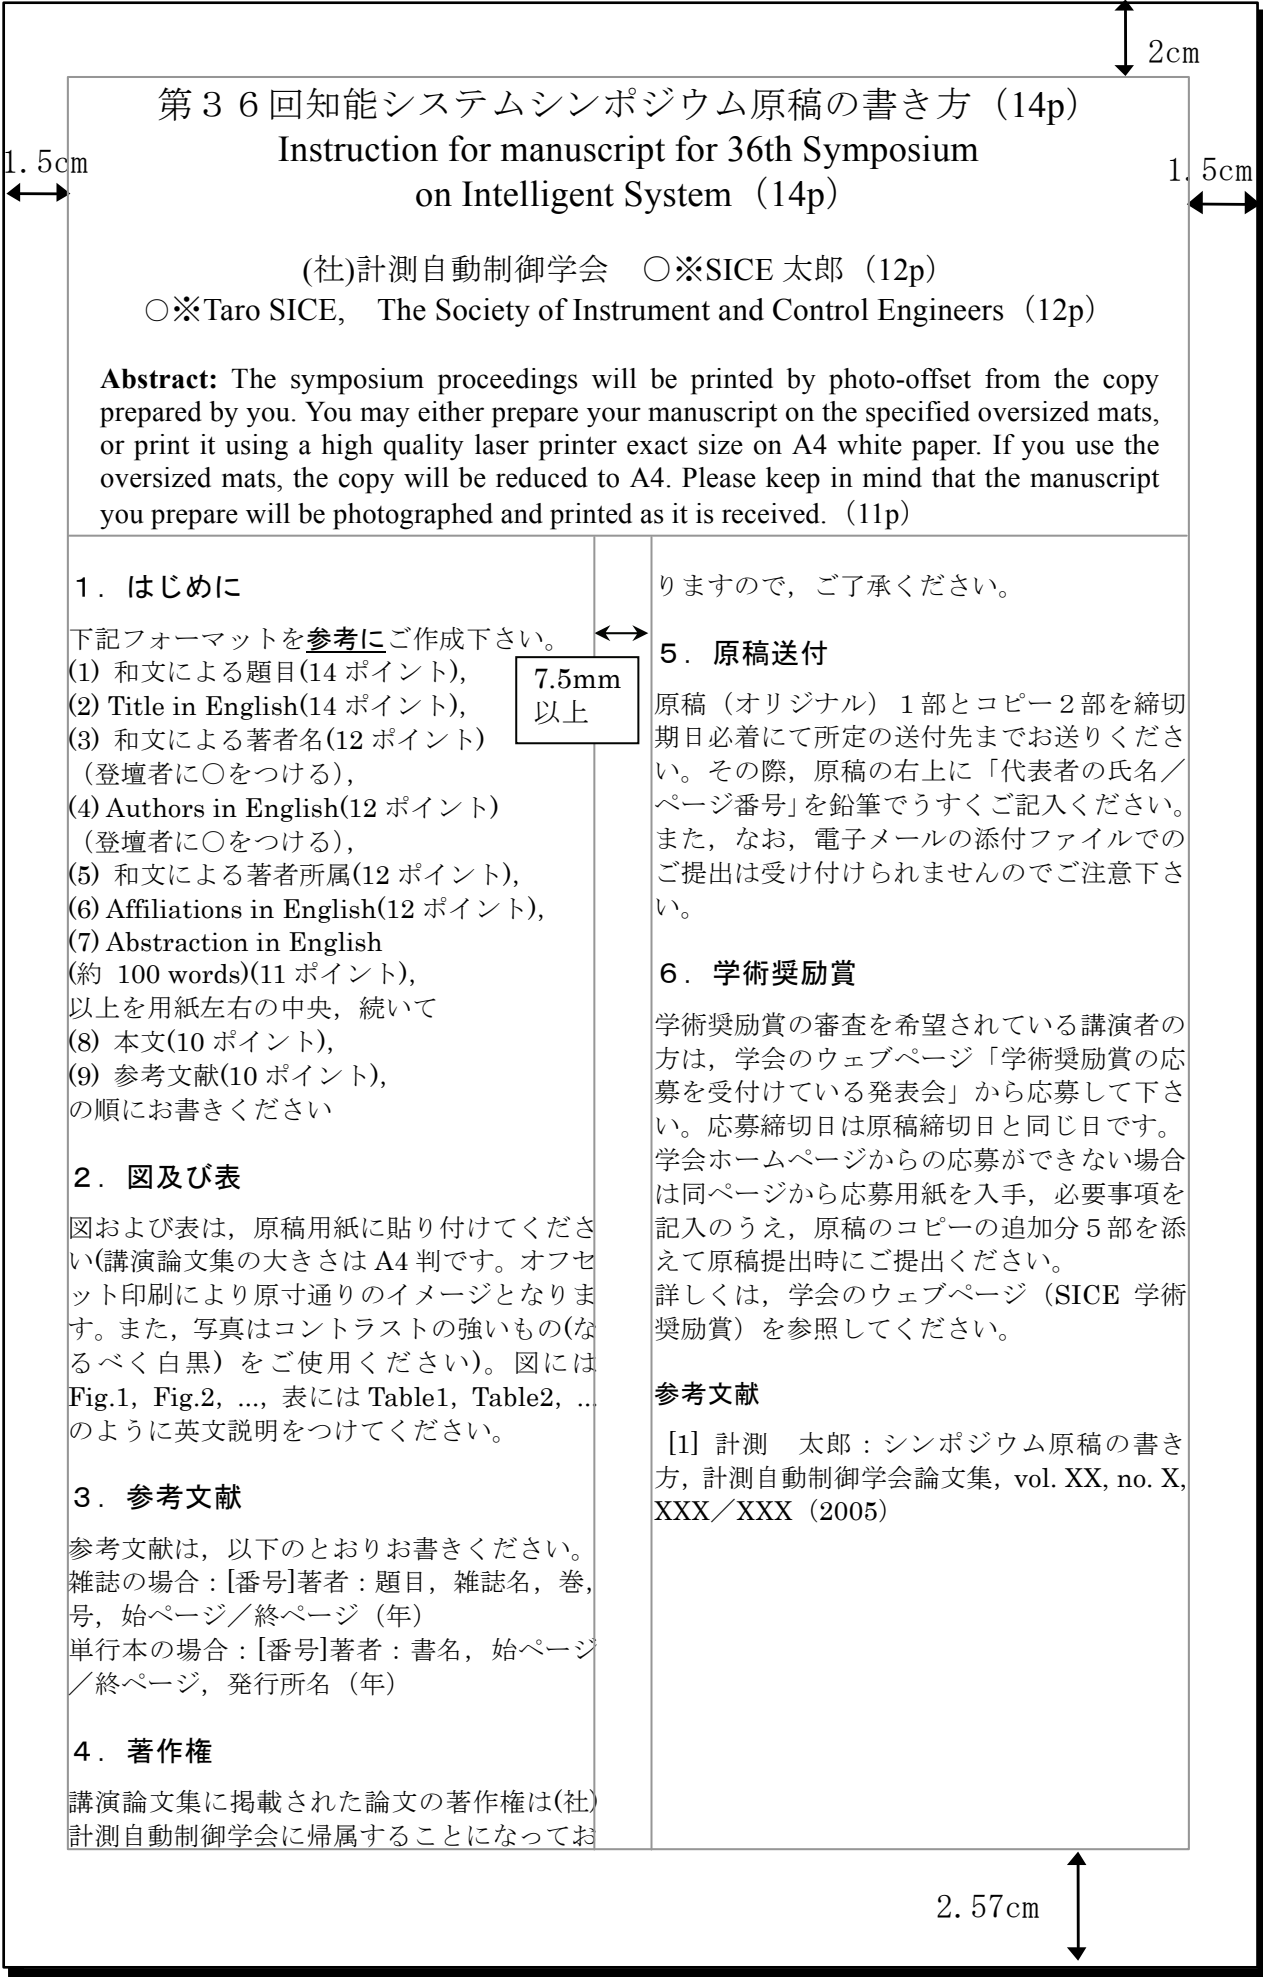 2cm
第３６回知能システムシンポジウム原稿の書き方（14p）
Instruction for manuscript for 36th Symposium
on Intelligent System（14p）
1.5cm
1.5cm
(社)計測自動制御学会　○※SICE 太郎（12p）
○※Taro SICE,　The Society of Instrument and Control Engineers（12p）
Abstract: The symposium proceedings will be printed by photo-offset from the copy
prepared by you. You may either prepare your manuscript on the specified oversized mats,
or print it using a high quality laser printer exact size on A4 white paper. If you use the
oversized mats, the copy will be reduced to A4. Please keep in mind that the manuscript
you prepare will be photographed and printed as it is received.（11p）
１．はじめに
下記フォーマットを参考にご作成下さい。
(1) 和文による題目(14 ポイント),
(2) Title in English(14 ポイント),
(3) 和文による著者名(12 ポイント)
（登壇者に○をつける）,
(4) Authors in English(12 ポイント)
（登壇者に○をつける）,
(5) 和文による著者所属(12 ポイント),
(6) Affiliations in English(12 ポイント),
(7) Abstraction in English
(約 100 words)(11 ポイント),
以上を用紙左右の中央，続いて
(8) 本文(10 ポイント),
(9) 参考文献(10 ポイント),
の順にお書きください
7.5mm
以上
２．図及び表
図および表は，原稿用紙に貼り付けてくださ
い(講演論文集の大きさは A4 判です。オフセ
ット印刷により原寸通りのイメージとなりま
す。また，写真はコントラストの強いもの(な
るべく白黒）をご使用ください)。図には
Fig.1，Fig.2，...，表には Table1，Table2，...
のように英文説明をつけてください。
３．参考文献
参考文献は，以下のとおりお書きください。
雑誌の場合：[番号]著者：題目，雑誌名，巻，
号，始ページ／終ページ（年）
単行本の場合：[番号]著者：書名，始ページ
／終ページ，発行所名（年）
４．著作権
講演論文集に掲載された論文の著作権は(社)
計測自動制御学会に帰属することになってお
りますので，ご了承ください。
５．原稿送付
原稿（オリジナル）１部とコピー２部を締切
期日必着にて所定の送付先までお送りくださ
い。その際，原稿の右上に「代表者の氏名／
ページ番号」を鉛筆でうすくご記入ください。
また，なお，電子メールの添付ファイルでの
ご提出は受け付けられませんのでご注意下さ
い。
６．学術奨励賞
学術奨励賞の審査を希望されている講演者の
方は，学会のウェブページ「学術奨励賞の応
募を受付けている発表会」から応募して下さ
い。応募締切日は原稿締切日と同じ日です。
学会ホームページからの応募ができない場合
は同ページから応募用紙を入手，必要事項を
記入のうえ，原稿のコピーの追加分５部を添
えて原稿提出時にご提出ください。
詳しくは，学会のウェブページ（SICE 学術
奨励賞）を参照してください。
参考文献
[1] 計測　太郎：シンポジウム原稿の書き
方，計測自動制御学会論文集，vol. XX, no. X,
XXX／XXX（2005）
2.57cm